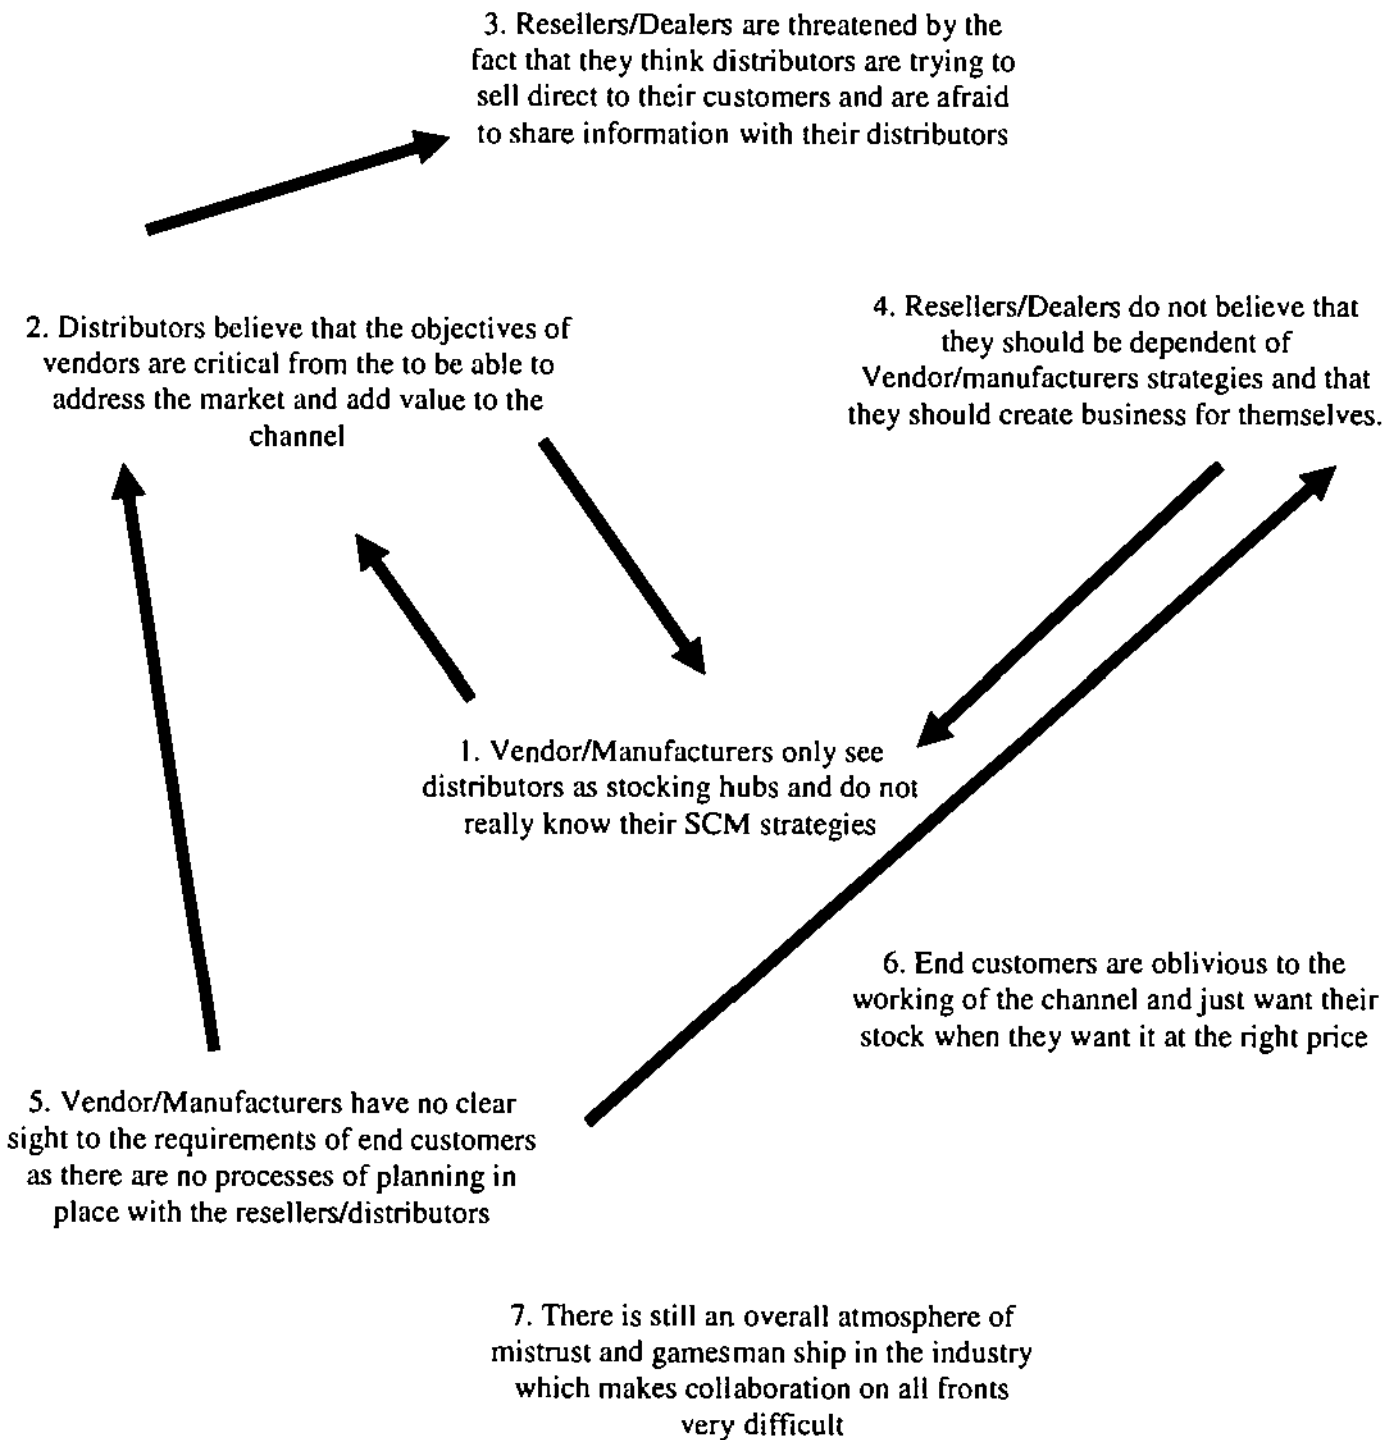 3. Resellers/Dealers are threatened by the
fact that they think distributors are trying to
sell direct to their customers and are afraid
to share information with their distributors
2. Distributors believe that the objectives of
vendors are critical from the to be able to
address the market and add value to the
channel
4. Resellers/Dealers do not believe that
they should be dependent of
Vendor/manufacturers strategies and that
they should create business for themselves.
1. Vendor/Manufacturers only see
distributors as stocking hubs and do not
really know their SCM strategies
6. End customers are oblivious to the
working of the channel and just want their
stock when they want it at the right price
5. Vendor/Manufacturers have no clear
sight to the requirements of end customers
as there are no processes of planning in
place with the resellers/distributors
7. There is still an overall atmosphere of
mistrust and gamesman ship in the industry
which makes collaboration on all fronts
very difficult